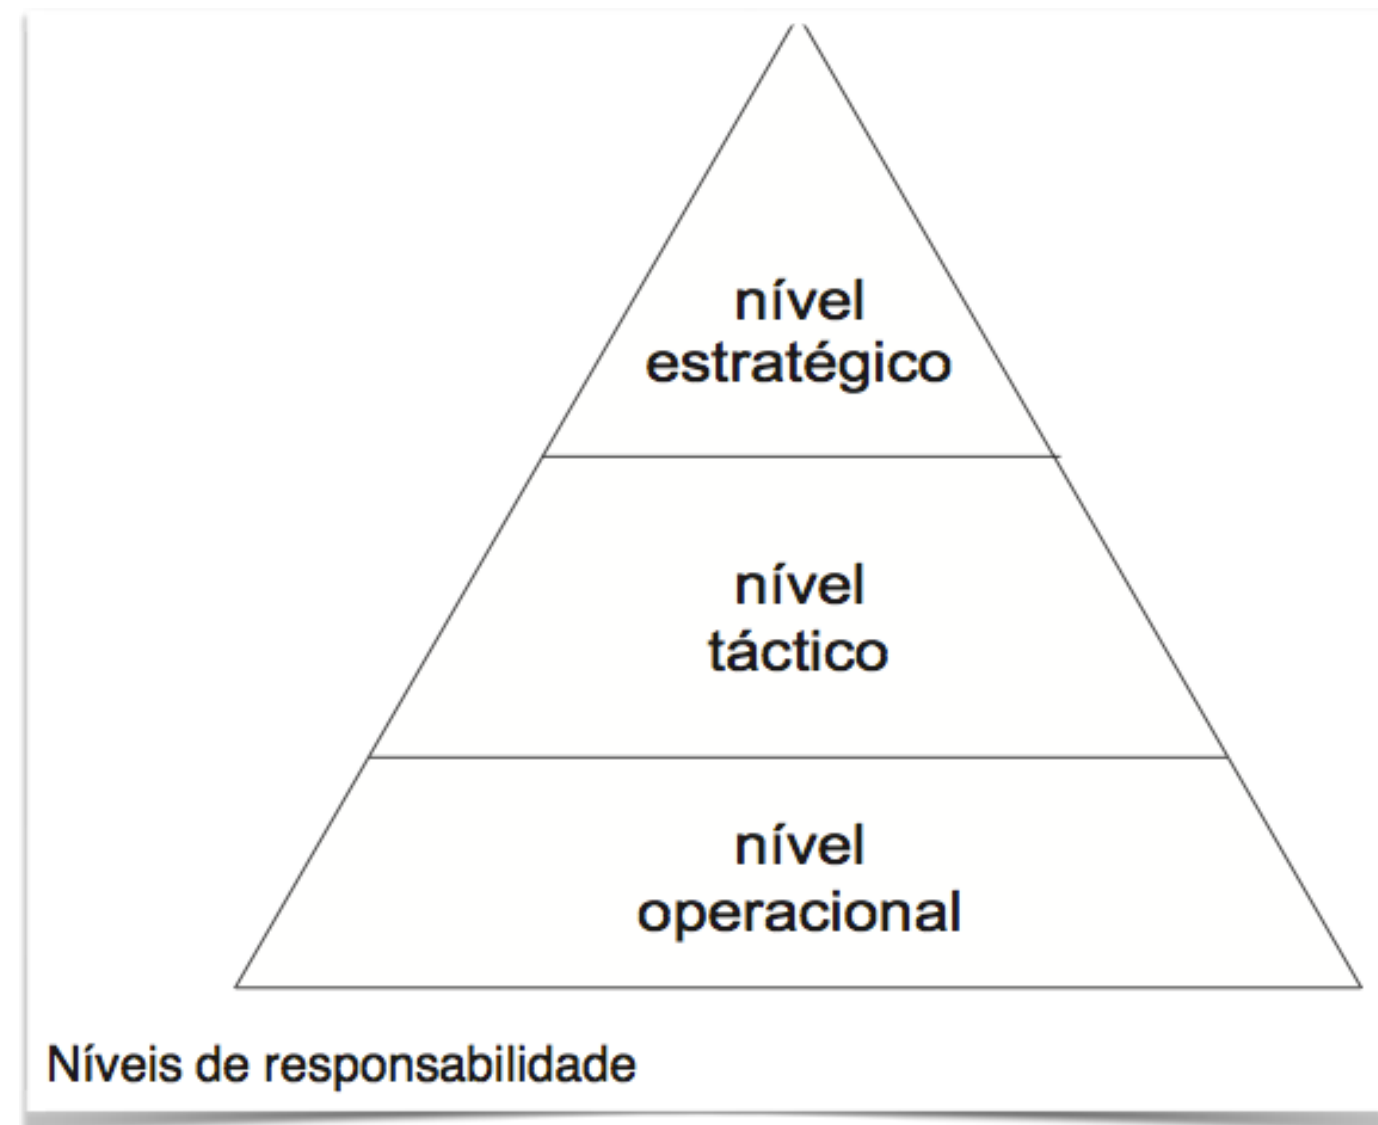 nível
estratégico
nível
táctico
nível
operacional
Níveis de responsabilidade